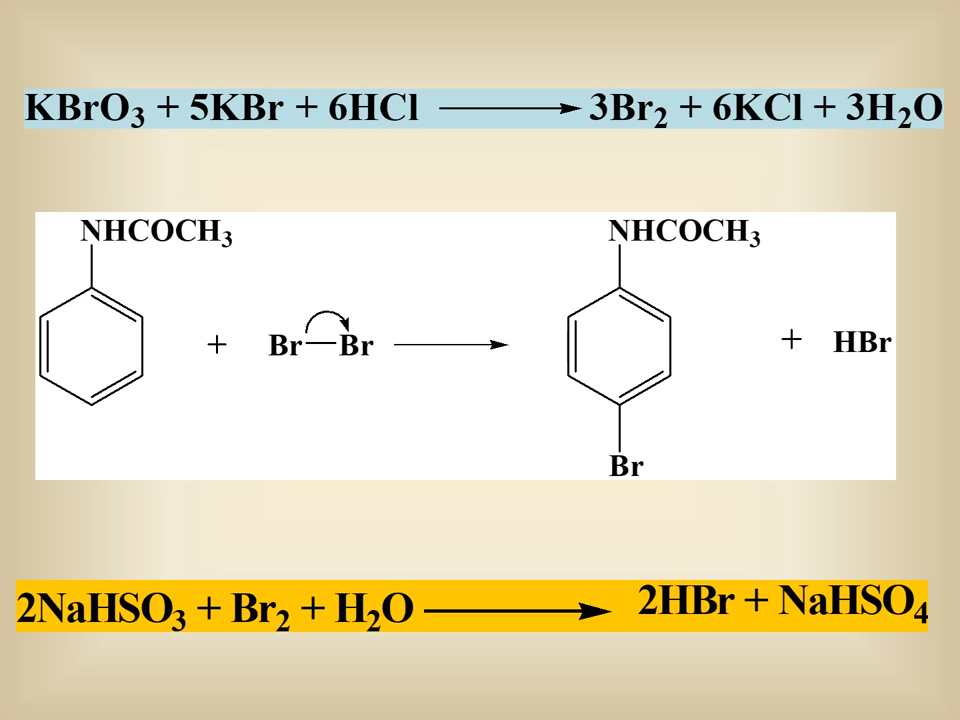 KBrO₃ + 5KBr + 6HCl ⟶ 3Br₂ + 6KCl + 3H₂O
NHCOCH₃ NHCOCH₃
+ Br—Br ⟶ + HBr
Br
2NaHSO₃ + Br₂ + H₂O ⟶ 2HBr + NaHSO₄